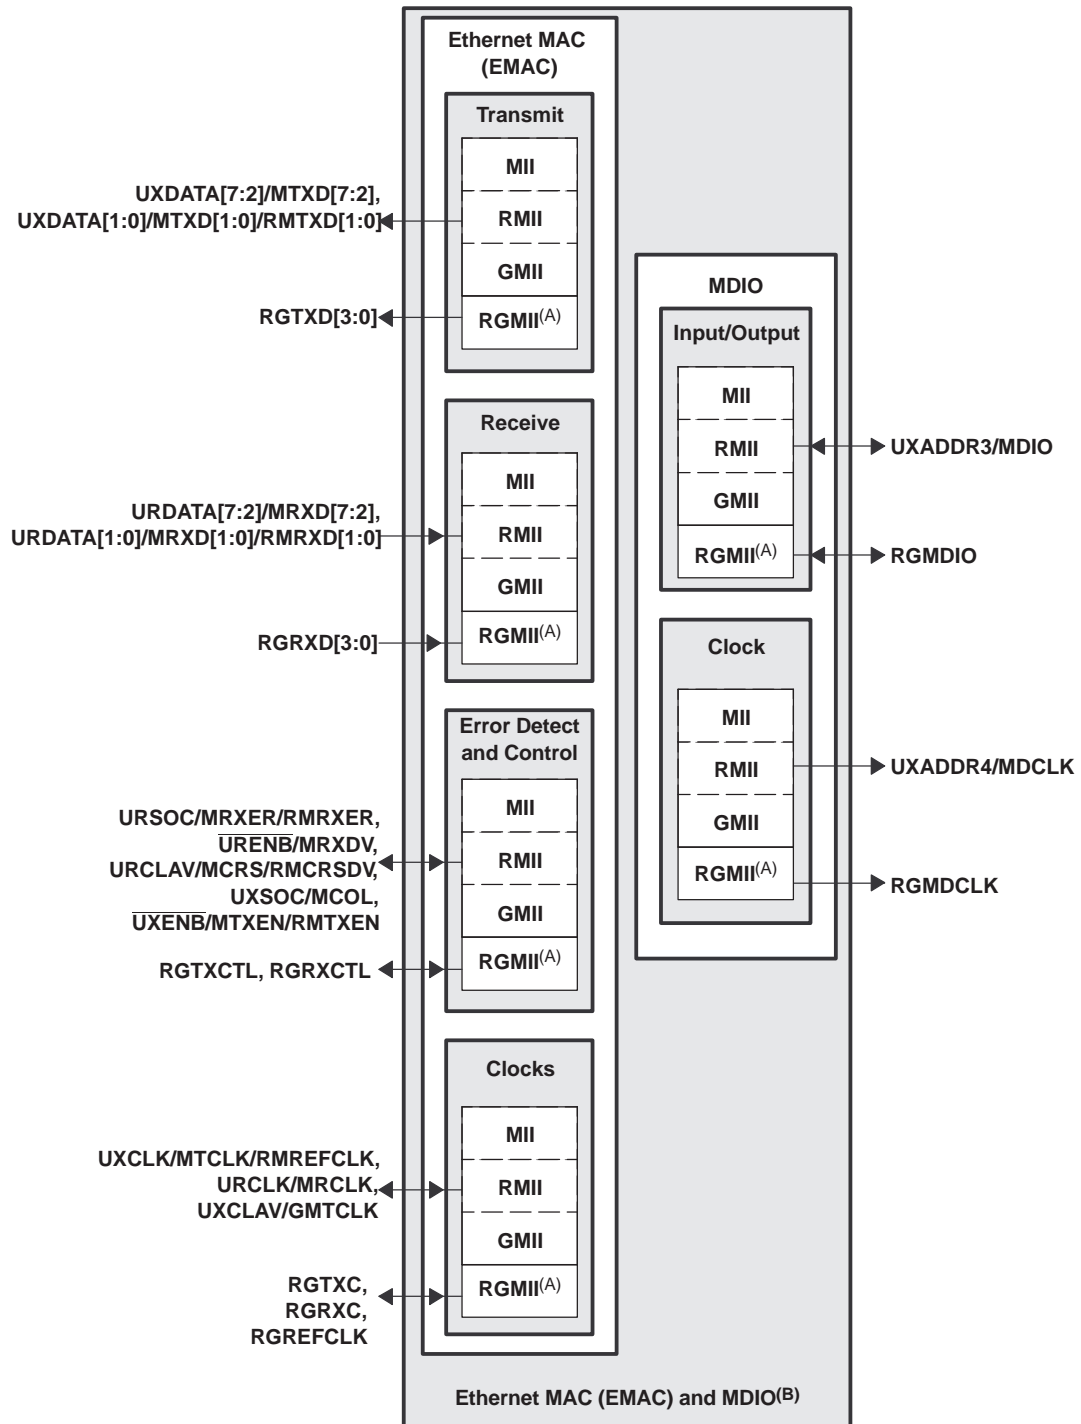 Ethernet MAC
(EMAC)
Transmit
MII
RMII
GMII
RGMII(A)
UXDATA[7:2]/MTXD[7:2],
UXDATA[1:0]/MTXD[1:0]/RMTXD[1:0]
RGTXD[3:0]
Receive
MII
RMII
GMII
RGMII(A)
URDATA[7:2]/MRXD[7:2],
URDATA[1:0]/MRXD[1:0]/RMRXD[1:0]
RGRXD[3:0]
Error Detect
and Control
MII
RMII
GMII
RGMII(A)
URSOC/MRXER/RMRXER,
URENB/MRXDV,
URCLAV/MCRS/RMCRSDV,
UXSOC/MCOL,
UXENB/MTXEN/RMTXEN
RGTXCTL, RGRXCTL
Clocks
MII
RMII
GMII
RGMII(A)
UXCLK/MTCLK/RMREFCLK,
URCLK/MRCLK,
UXCLAV/GMTCLK
RGTXC,
RGRXC,
RGREFCLK
MDIO
Input/Output
MII
RMII
GMII
RGMII(A)
UXADDR3/MDIO
RGMDIO
Clock
MII
RMII
GMII
RGMII(A)
UXADDR4/MDCLK
RGMDCLK
Ethernet MAC (EMAC) and MDIO(B)